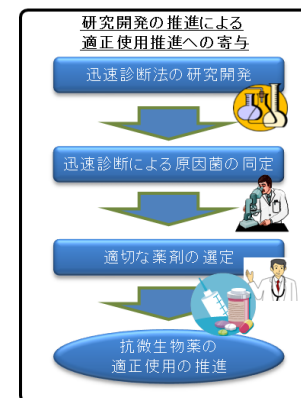 研究開発の推進による
適正使用推進への寄与
迅速診断法の研究開発
迅速診断による原因菌の同定
適切な薬剤の選定
抗微生物薬の
適正使用の推進